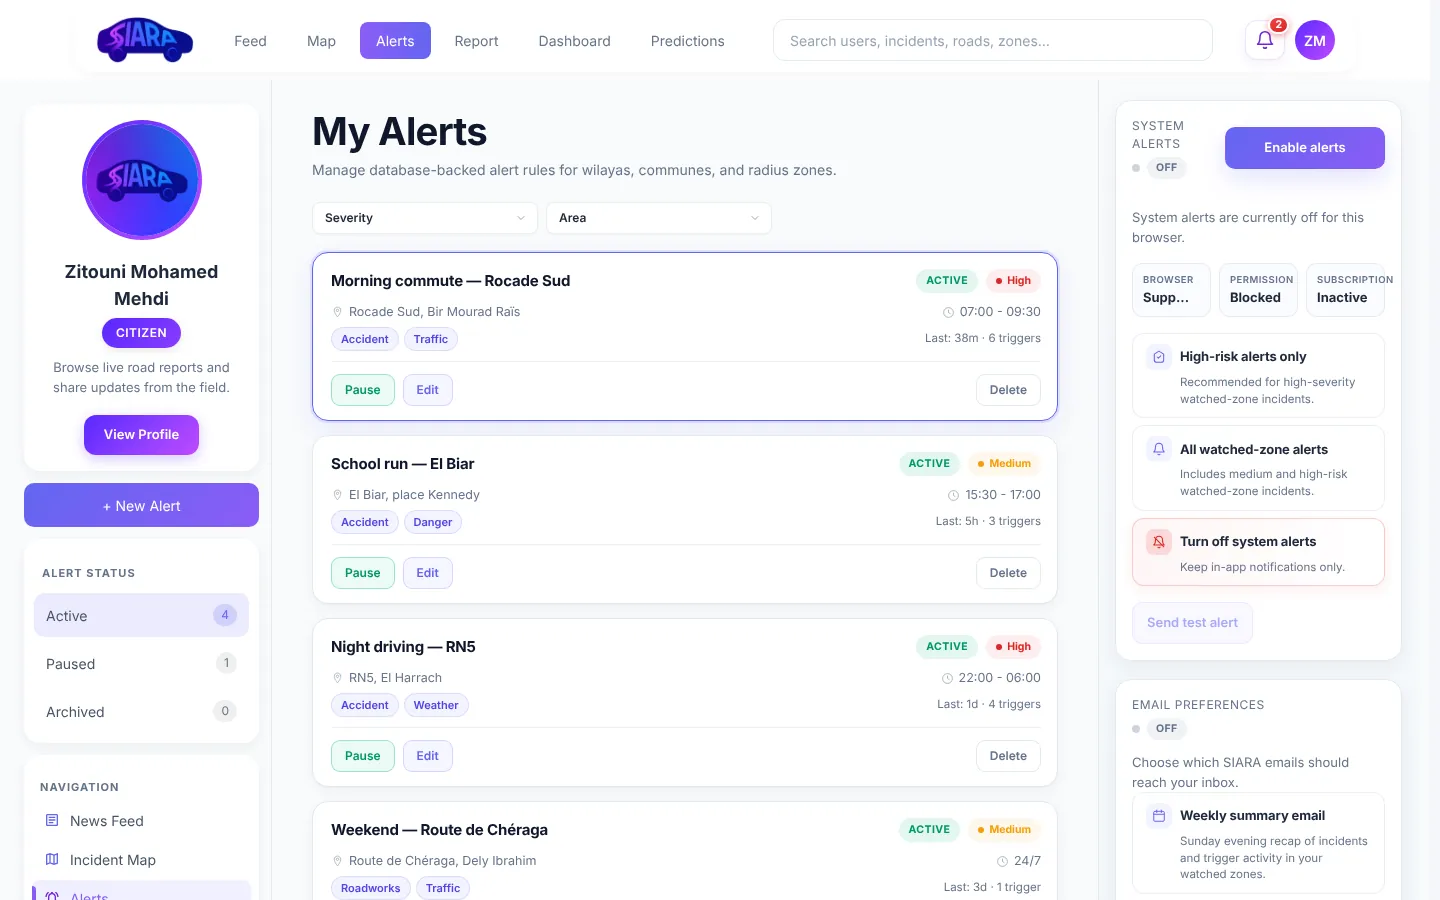 SIARA
Feed
Map
Alerts
Report
Dashboard
Predictions
Search users, incidents, roads, zones...
2
ZM
SIARA
Zitouni Mohamed
Mehdi
CITIZEN
Browse live road reports and
share updates from the field.
View Profile
+ New Alert
ALERT STATUS
Active 4
Paused 1
Archived 0
NAVIGATION
News Feed
Incident Map
Alerts
My Alerts
Manage database-backed alert rules for wilayas, communes, and radius zones.
Severity
Area
Morning commute — Rocade Sud
ACTIVE
High
Rocade Sud, Bir Mourad Raïs
07:00 - 09:30
Accident
Traffic
Last: 38m · 6 triggers
Pause
Edit
Delete
School run — El Biar
ACTIVE
Medium
El Biar, place Kennedy
15:30 - 17:00
Accident
Danger
Last: 5h · 3 triggers
Pause
Edit
Delete
Night driving — RN5
ACTIVE
High
RN5, El Harrach
22:00 - 06:00
Accident
Weather
Last: 1d · 4 triggers
Pause
Edit
Delete
Weekend — Route de Chéraga
ACTIVE
Medium
Route de Chéraga, Dely Ibrahim
24/7
Roadworks
Traffic
Last: 3d · 1 trigger
SYSTEM
ALERTS
OFF
Enable alerts
System alerts are currently off for this
browser.
BROWSER
Supp...
PERMISSION
Blocked
SUBSCRIPTION
Inactive
High-risk alerts only
Recommended for high-severity
watched-zone incidents.
All watched-zone alerts
Includes medium and high-risk
watched-zone incidents.
Turn off system alerts
Keep in-app notifications only.
Send test alert
EMAIL PREFERENCES
OFF
Choose which SIARA emails should
reach your inbox.
Weekly summary email
Sunday evening recap of incidents
and trigger activity in your
watched zones.